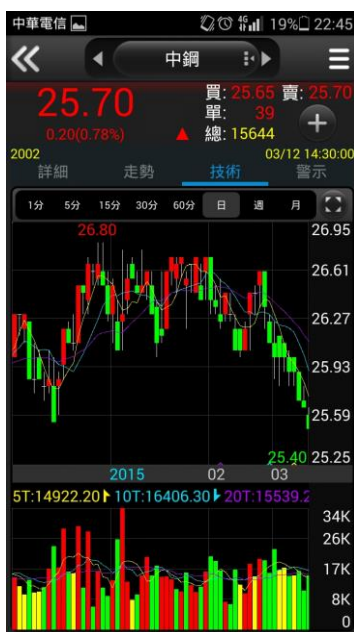 中華電信 4G 19% 22:45
中鋼
25.70 買: 25.65 賣: 25.70
單: 39
0.20(0.78%) ▲ 總: 15644 +
2002 03/12 14:30:00
詳細 走勢 技術 警示
1分 5分 15分 30分 60分 日 週 月
26.80 26.95
26.61
26.27
25.93
25.59
25.40 25.25
2015 02 03
5T:14922.20 10T:16406.30 20T:15539.2
34K
26K
17K
8K
0